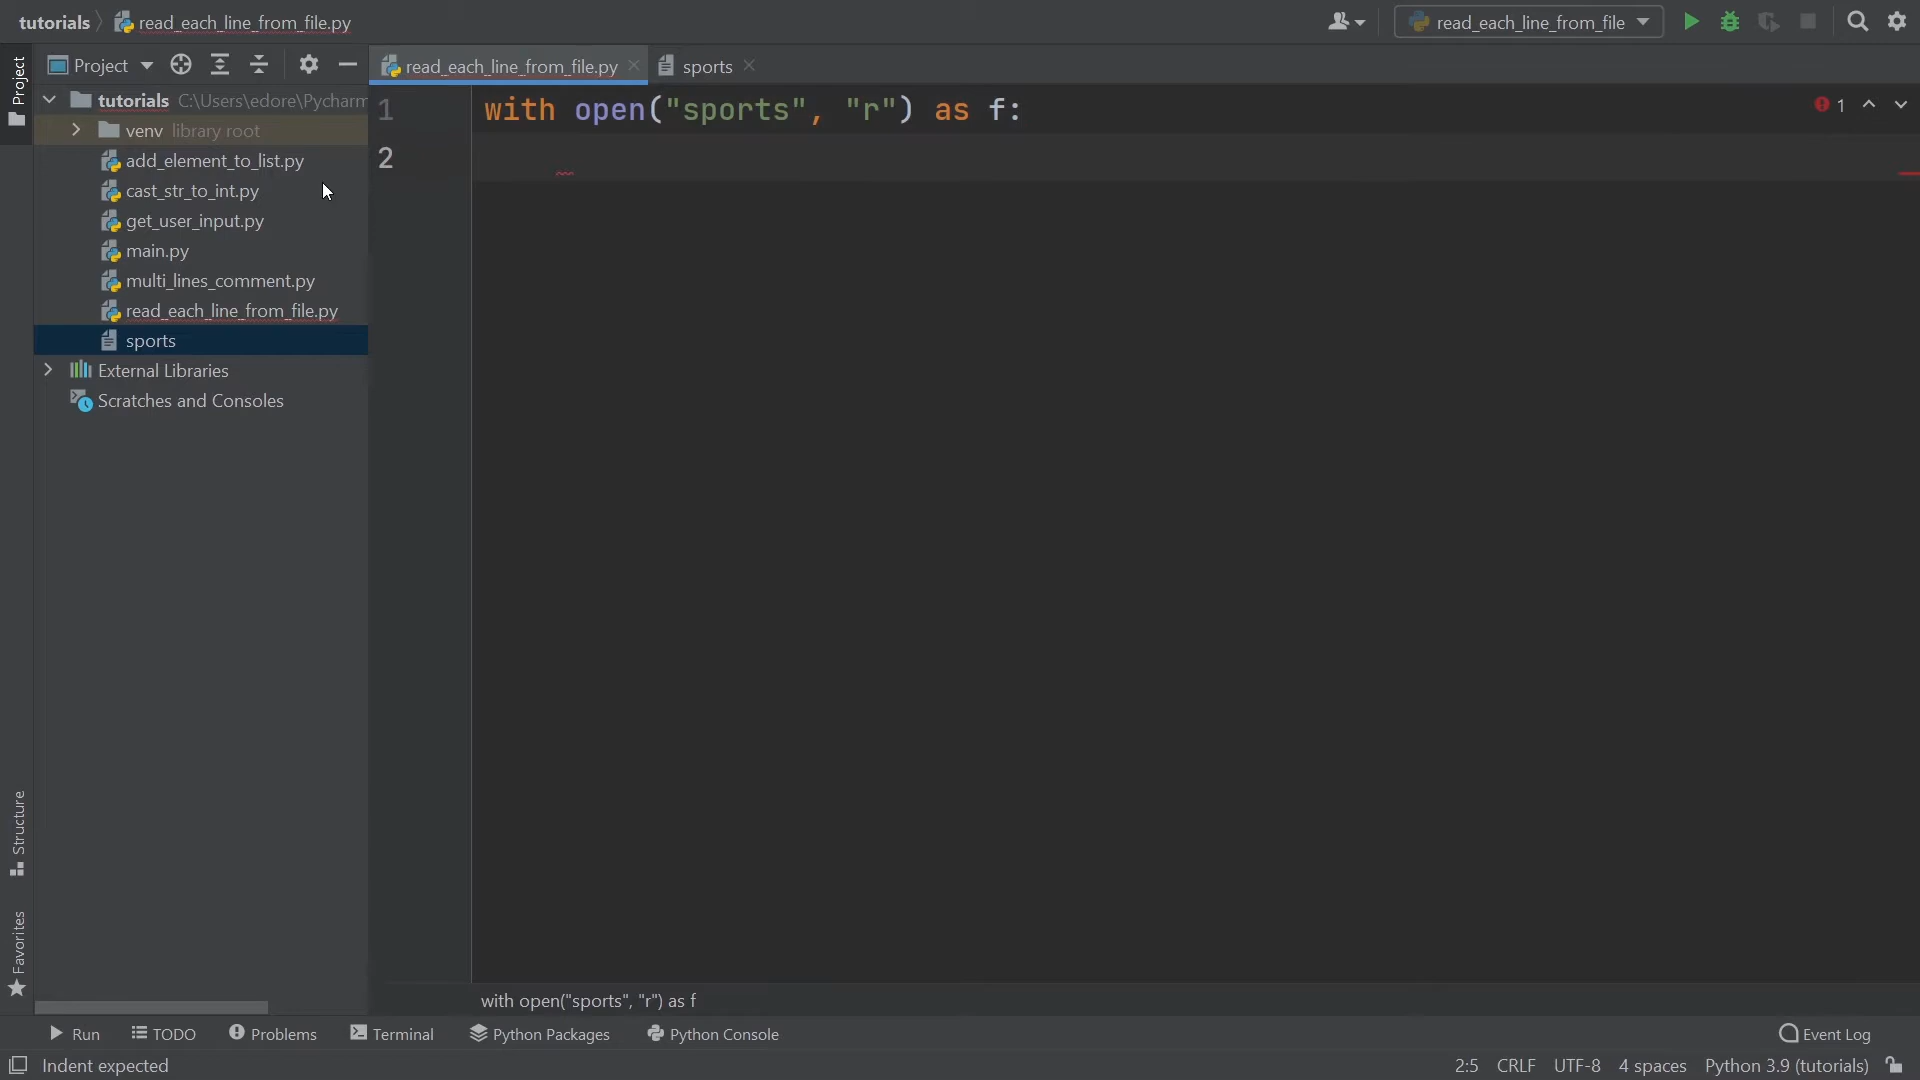 tutorials read_each_line_from_file.py
read_each_line_from_file
Project
Project
read_each_line_from_file.py
sports
tutorials C:\Users\edore\Pycharm
venv library root
add_element_to_list.py
cast_str_to_int.py
get_user_input.py
main.py
multi_lines_comment.py
read_each_line_from_file.py
sports
External Libraries
Scratches and Consoles
1 with open("sports", "r") as f:
2
1
Structure
Favorites
with open("sports", "r") as f
Run TODO Problems Terminal Python Packages Python Console Event Log
Indent expected 2:5 CRLF UTF-8 4 spaces Python 3.9 (tutorials)